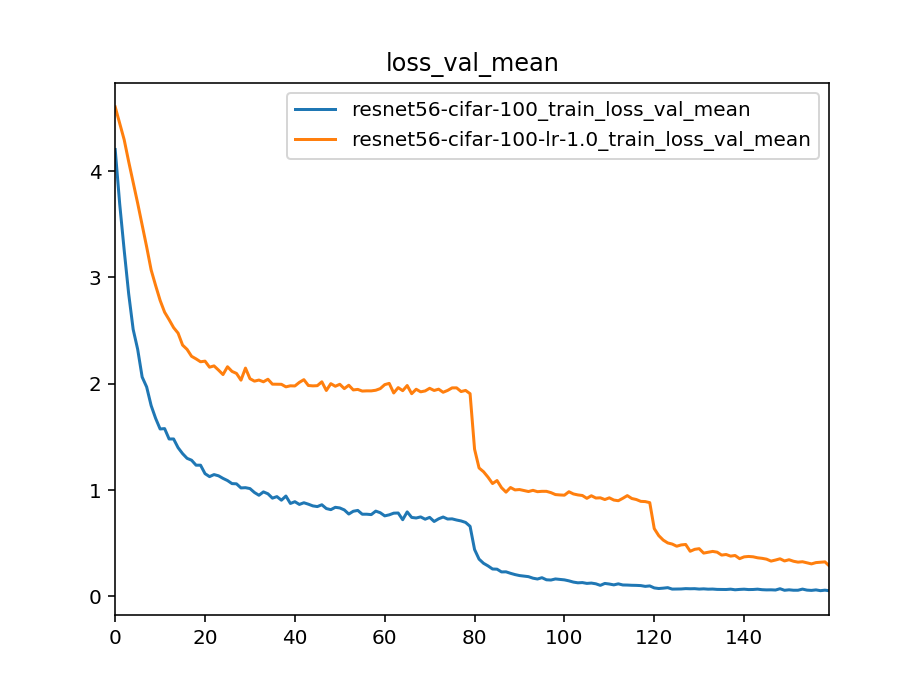 loss_val_mean
resnet56-cifar-100_train_loss_val_mean
resnet56-cifar-100-lr-1.0_train_loss_val_mean
4
3
2
1
0
0 20 40 60 80 100 120 140